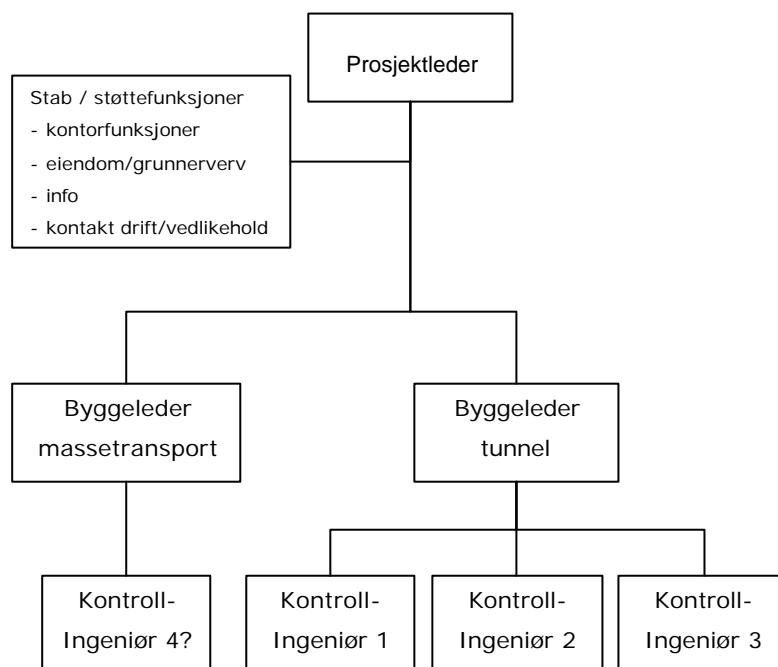 Prosjektleder
Stab / støttefunksjoner
- kontorfunksjoner
- eiendom/grunnerverv
- info
- kontakt drift/vedlikehold
Byggeleder
massetransport
Byggeleder
tunnel
Kontroll-
Ingeniør 4?
Kontroll-
Ingeniør 1
Kontroll-
Ingeniør 2
Kontroll-
Ingeniør 3